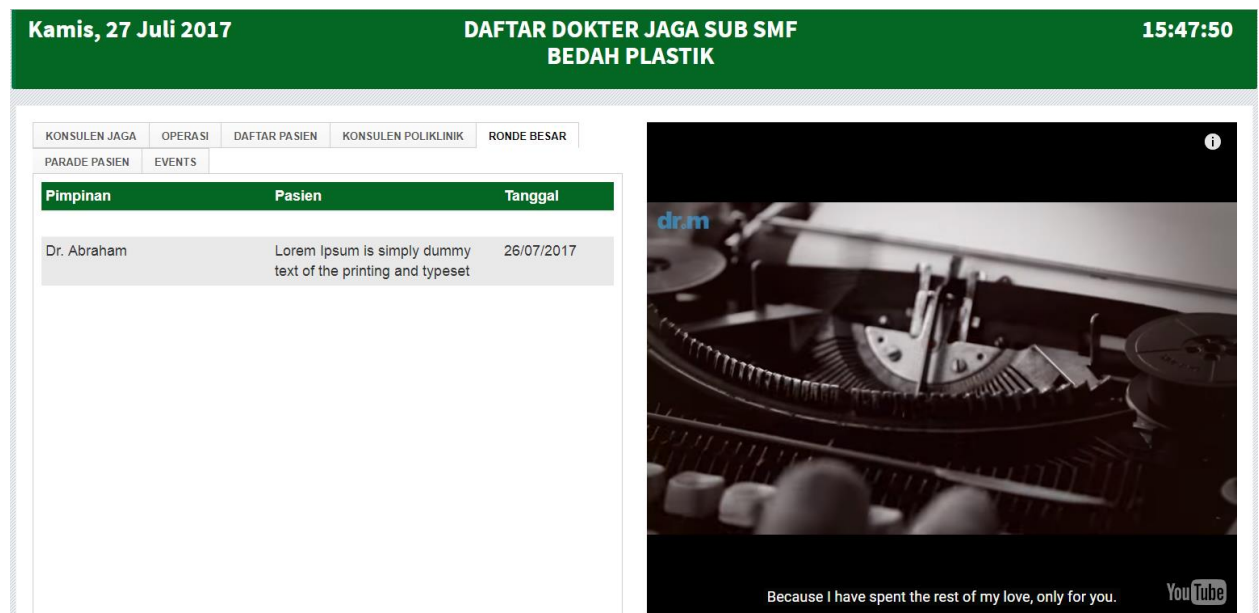 Kamis, 27 Juli 2017
DAFTAR DOKTER JAGA SUB SMF
BEDAH PLASTIK
15:47:50
KONSULEN JAGA OPERASI DAFTAR PASIEN KONSULEN POLIKLINIK RONDE BESAR
PARADE PASIEN EVENTS
Pimpinan Pasien Tanggal
Dr. Abraham Lorem Ipsum is simply dummy 26/07/2017
text of the printing and typeset
dr.m
Because I have spent the rest of my love, only for you.
YouTube